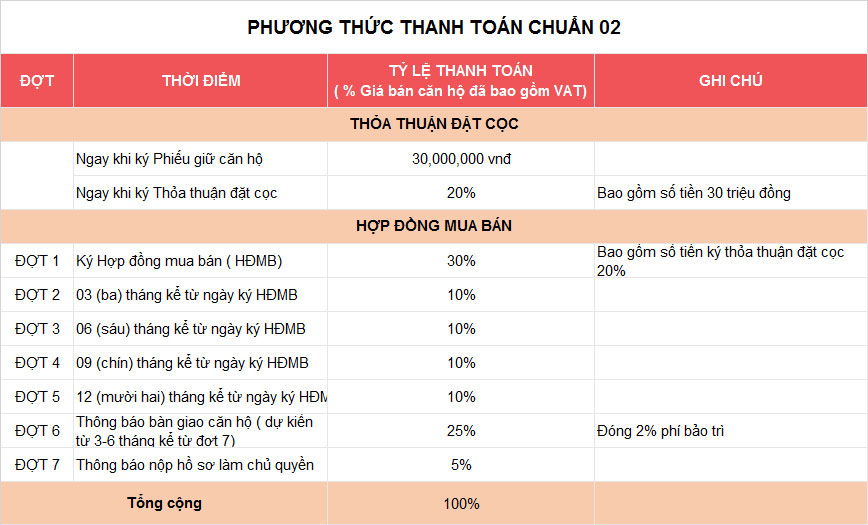 PHƯƠNG THỨC THANH TOÁN CHUẨN 02
ĐỢT THỜI ĐIỂM TỶ LỆ THANH TOÁN GHI CHÚ
( % Giá bán căn hộ đã bao gồm VAT)
THỎA THUẬN ĐẶT CỌC
Ngay khi ký Phiếu giữ căn hộ 30,000,000 vnđ
Ngay khi ký Thỏa thuận đặt cọc 20% Bao gồm số tiền 30 triệu đồng
HỢP ĐỒNG MUA BÁN
ĐỢT 1 Ký Hợp đồng mua bán ( HĐMB) 30% Bao gồm số tiền ký thỏa thuận đặt cọc
20%
ĐỢT 2 03 (ba) tháng kể từ ngày ký HĐMB 10%
ĐỢT 3 06 (sáu) tháng kể từ ngày ký HĐMB 10%
ĐỢT 4 09 (chín) tháng kể từ ngày ký HĐMB 10%
ĐỢT 5 12 (mười hai) tháng kể từ ngày ký HĐM 10%
ĐỢT 6 Thông báo bàn giao căn hộ ( dự kiến 25% Đóng 2% phí bảo trì
từ 3-6 tháng kể từ đợt 7)
ĐỢT 7 Thông báo nộp hồ sơ làm chủ quyền 5%
Tổng cộng 100%